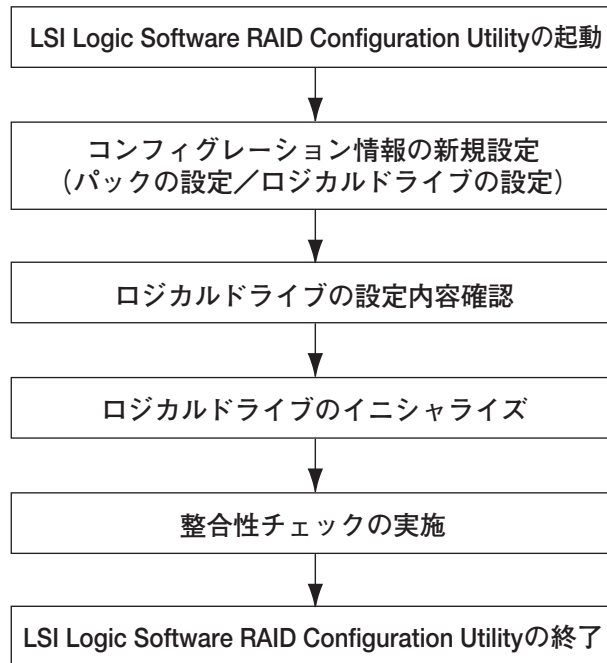 LSI Logic Software RAID Configuration Utilityの起動
コンフィグレーション情報の新規設定
（パックの設定／ロジカルドライブの設定）
ロジカルドライブの設定内容確認
ロジカルドライブのイニシャライズ
整合性チェックの実施
LSI Logic Software RAID Configuration Utilityの終了